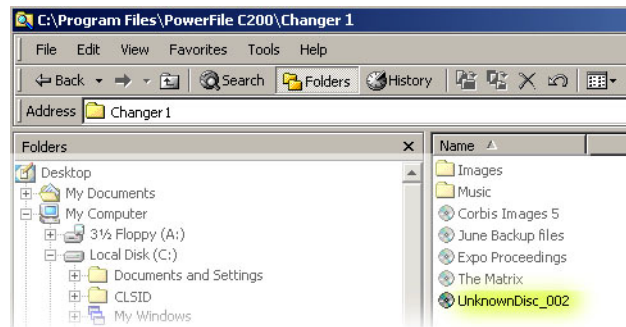 C:\Program Files\PowerFile C200\Changer 1
File Edit View Favorites Tools Help
Back Search Folders History
Address Changer1
Folders x
Desktop
My Documents
My Computer
3½ Floppy (A:)
Local Disk (C:)
Documents and Settings
CLSID
My Windows
Name
Images
Music
Corbis Images 5
June Backup files
Expo Proceedings
The Matrix
UnknownDisc_002